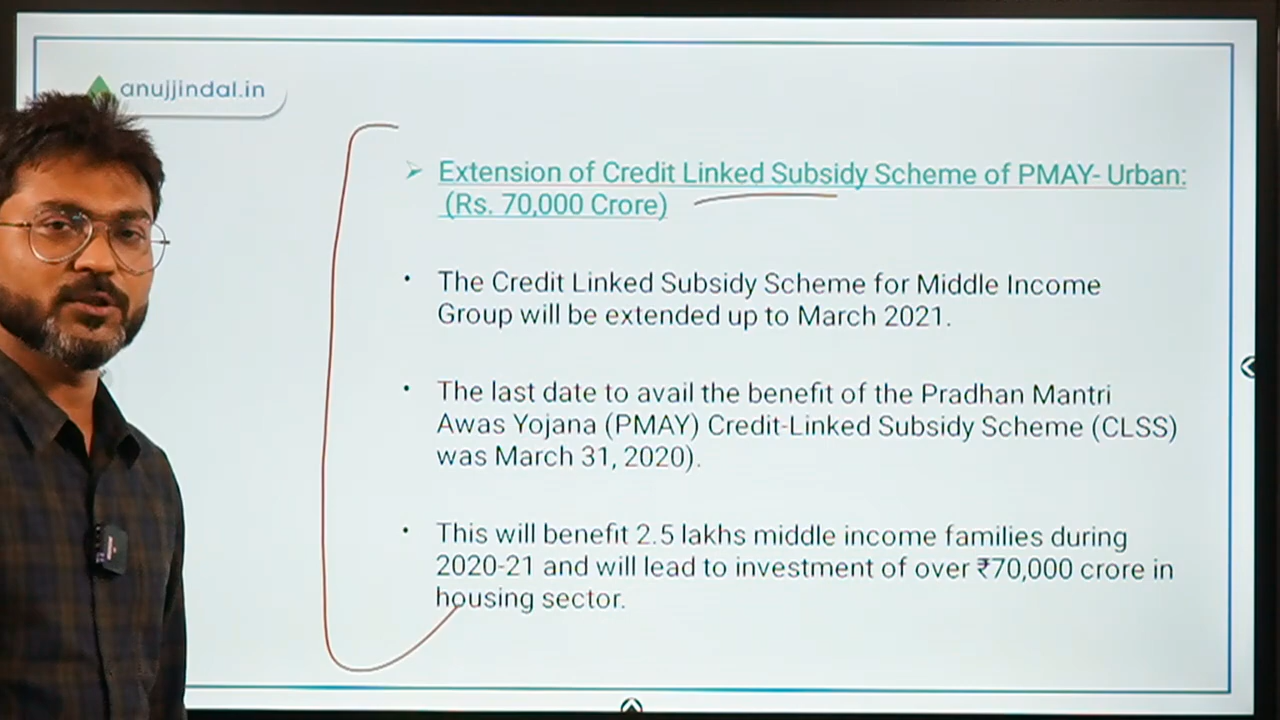 anujjindal.in
Extension of Credit Linked Subsidy Scheme of PMAY- Urban:
(Rs. 70,000 Crore)
The Credit Linked Subsidy Scheme for Middle Income
Group will be extended up to March 2021.
The last date to avail the benefit of the Pradhan Mantri
Awas Yojana (PMAY) Credit-Linked Subsidy Scheme (CLSS)
was March 31, 2020).
This will benefit 2.5 lakhs middle income families during
2020-21 and will lead to investment of over ₹70,000 crore in
housing sector.